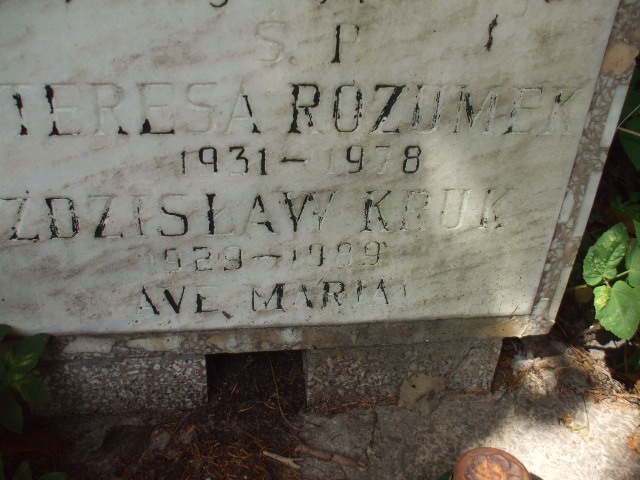 S. P.
TERESA ROZUMEK
1931 – 1978
ZDZISŁAW KRUK
1929 – 1989
AVE MARIA!